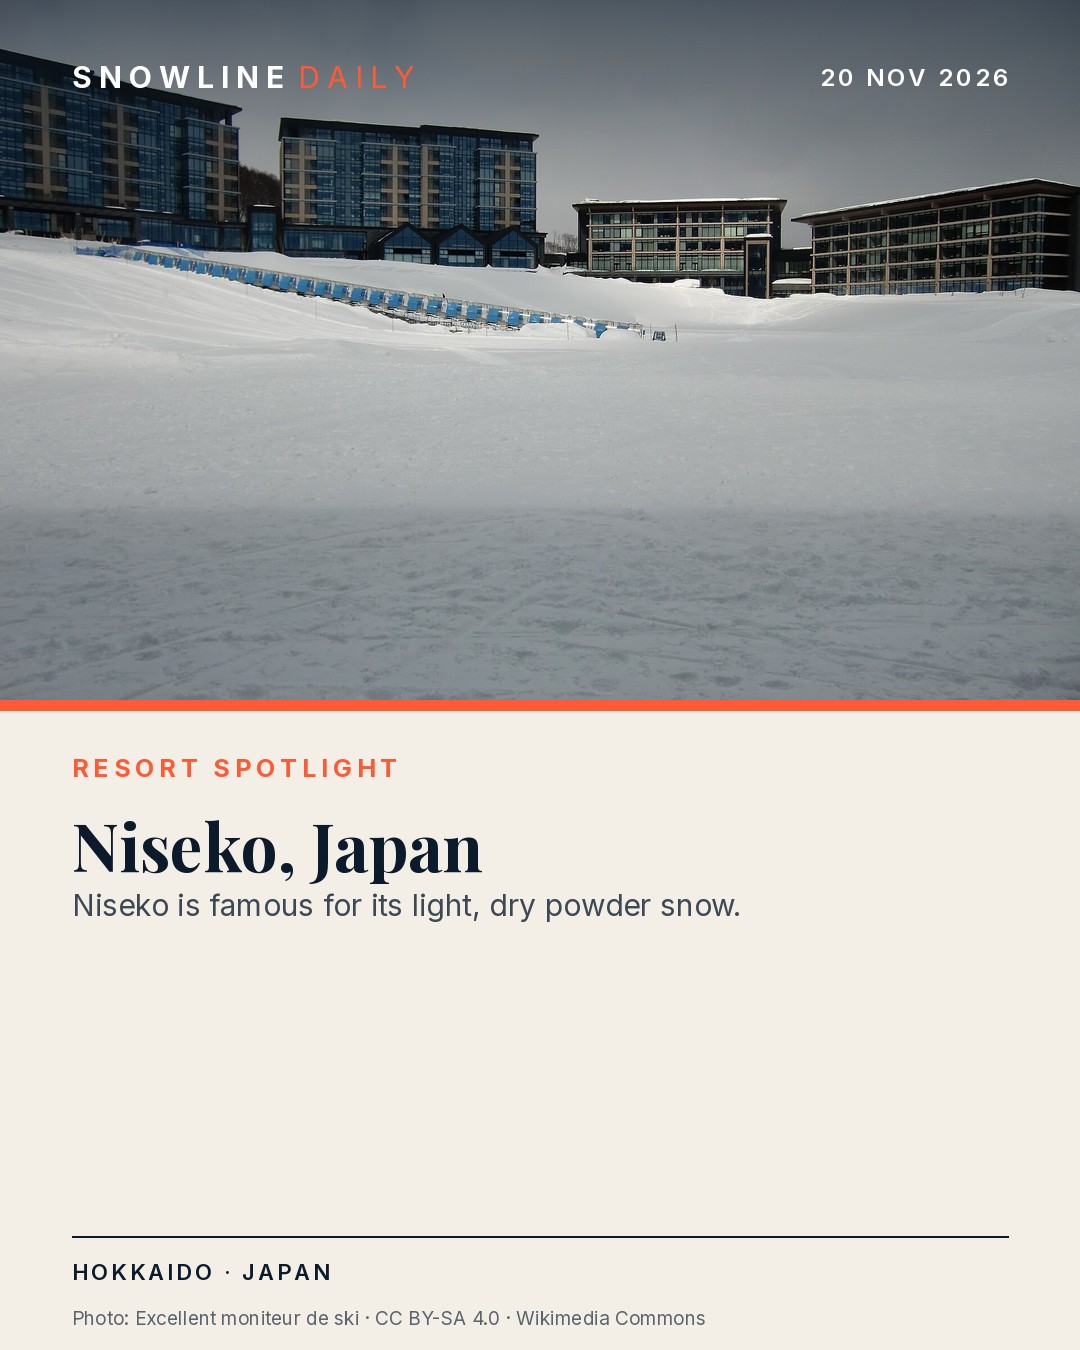 SNOWLINE DAILY
20 NOV 2026
RESORT SPOTLIGHT
Niseko, Japan
Niseko is famous for its light, dry powder snow.
HOKKAIDO · JAPAN
Photo: Excellent moniteur de ski · CC BY-SA 4.0 · Wikimedia Commons